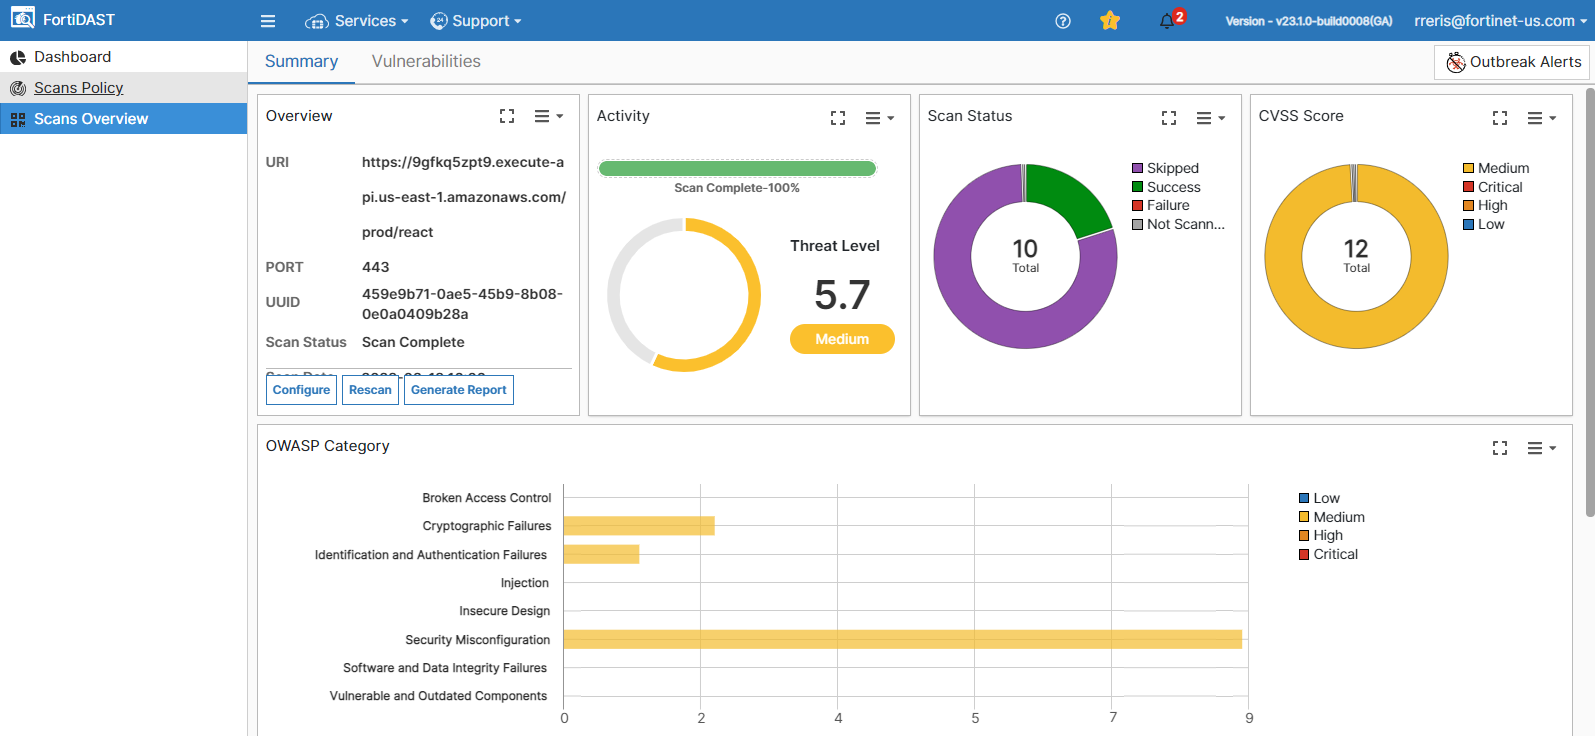 FortiDAST
Services
Support
2
Version - v23.1.0-build0008(GA)
rreris@fortinet-us.com
Dashboard
Scans Policy
Scans Overview
Summary
Vulnerabilities
Outbreak Alerts
Overview
URI
https://9gfkq5zpt9.execute-a
pi.us-east-1.amazonaws.com/
prod/react
PORT
443
UUID
459e9b71-0ae5-45b9-8b08-
0e0a0409b28a
Scan Status
Scan Complete
Configure
Rescan
Generate Report
Activity
Scan Complete-100%
Threat Level
5.7
Medium
Scan Status
10
Total
Skipped
Success
Failure
Not Scann...
CVSS Score
12
Total
Medium
Critical
High
Low
OWASP Category
Broken Access Control
Cryptographic Failures
Identification and Authentication Failures
Injection
Insecure Design
Security Misconfiguration
Software and Data Integrity Failures
Vulnerable and Outdated Components
0 2 4 5 7 9
Low
Medium
High
Critical